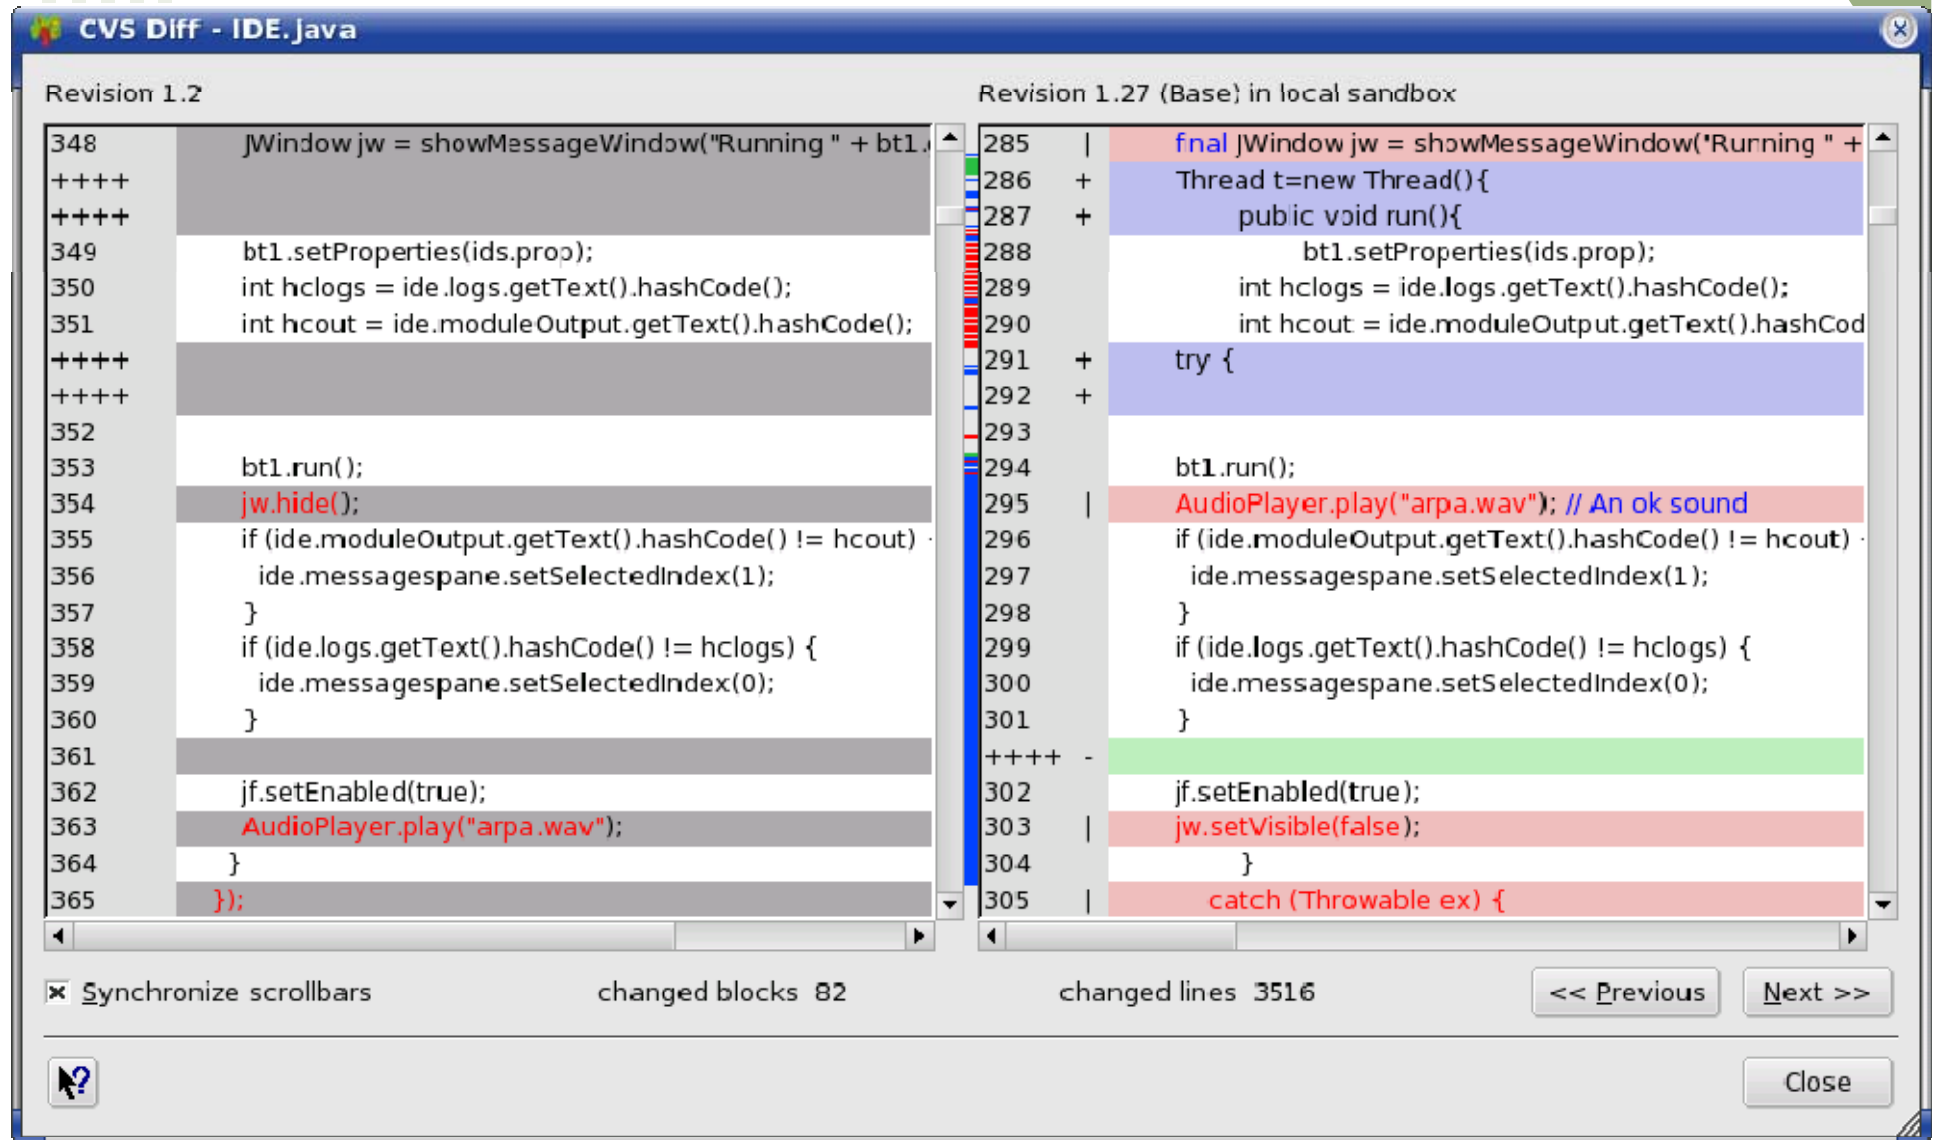 CVS Diff - IDE.java
Revision 1.2
348 JWindow jw = showMessageWindow("Running " + bt1.
++++
++++
349 bt1.setProperties(ids.prop);
350 int hclogs = ide.logs.getText().hashCode();
351 int hcout = ide.moduleOutput.getText().hashCode();
++++
++++
352
353 bt1.run();
354 jw.hide();
355 if (ide.moduleOutput.getText().hashCode() != hcout)
356 ide.messagespane.setSelectedIndex(1);
357 }
358 if (ide.logs.getText().hashCode() != hclogs) {
359 ide.messagespane.setSelectedIndex(0);
360 }
361
362 jf.setEnabled(true);
363 AudioPlayer.play("arpa.wav");
364 }
365 });
Revision 1.27 (Base) in local sandbox
285 | final JWindow jw = showMessageWindow("Running " +
286 + Thread t=new Thread(){
287 + public void run(){
288 bt1.setProperties(ids.prop);
289 int hclogs = ide.logs.getText().hashCode();
290 int hcout = ide.moduleOutput.getText().hashCod
291 + try {
292 +
293
294 bt1.run();
295 | AudioPlayer.play("arpa.wav"); // An ok sound
296 if (ide.moduleOutput.getText().hashCode() != hcout)
297 ide.messagespane.setSelectedIndex(1);
298 }
299 if (ide.logs.getText().hashCode() != hclogs) {
300 ide.messagespane.setSelectedIndex(0);
301 }
++++ -
302 jf.setEnabled(true);
303 | jw.setVisible(false);
304 }
305 | catch (Throwable ex) {
Synchronize scrollbars
changed blocks 82
changed lines 3516
<< Previous
Next >>
Close